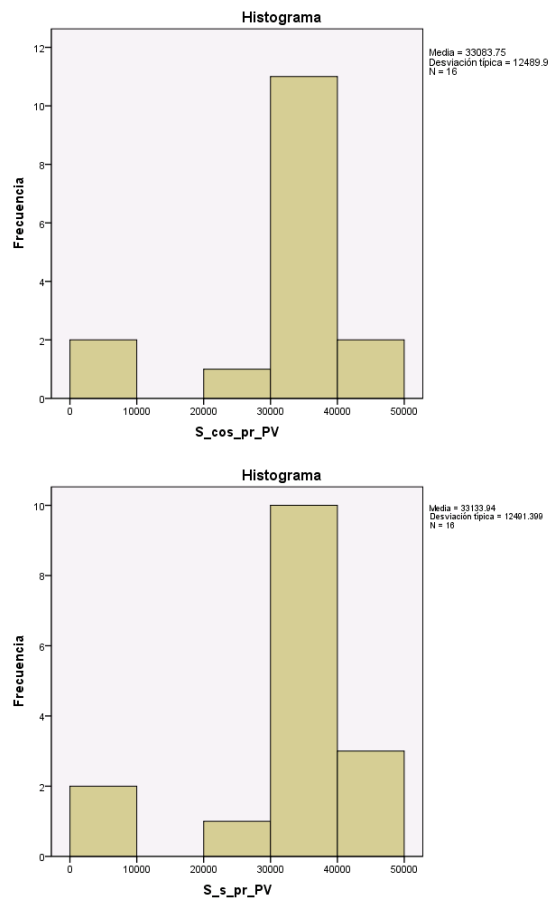 Histograma
Media = 33083.75
Desviación típica = 12489.9
N = 16
Frecuencia
12
10
8
6
4
2
0
0 10000 20000 30000 40000 50000
S_cos_pr_PV
Histograma
Media = 33133.94
Desviación típica = 12491.399
N = 16
Frecuencia
10
8
6
4
2
0
0 10000 20000 30000 40000 50000
S_s_pr_PV